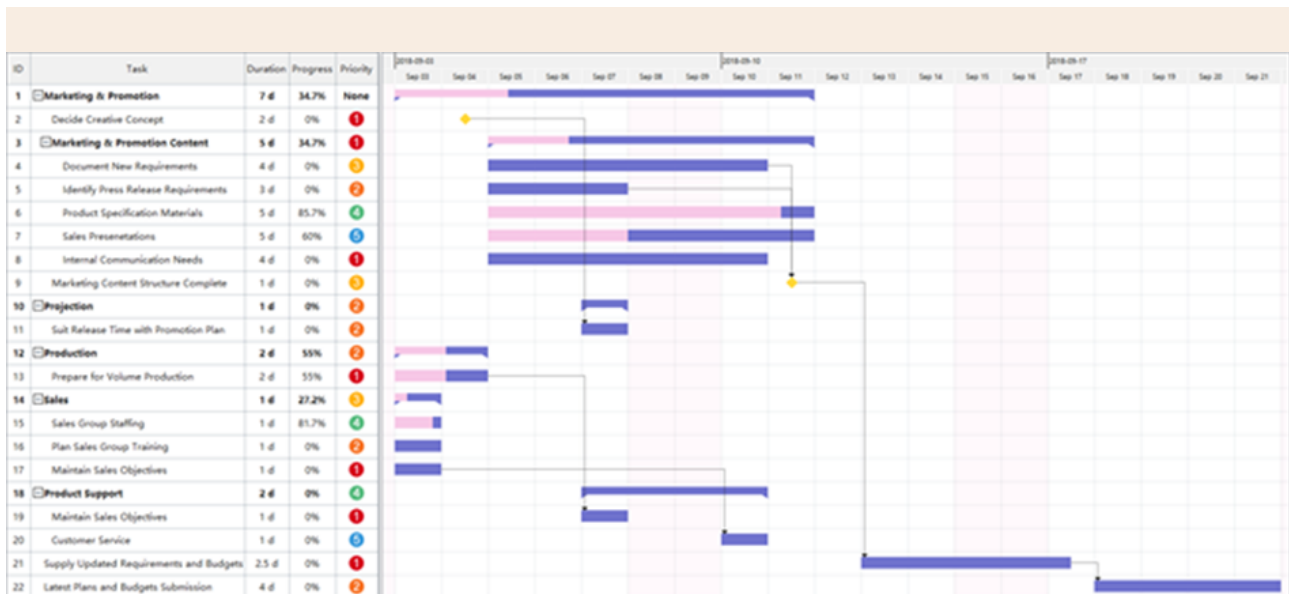 ID Task Duration Progress Priority 2018-09-03 2018-09-10 2018-09-17
Sep 03 Sep 04 Sep 05 Sep 06 Sep 07 Sep 08 Sep 09 Sep 10 Sep 11 Sep 12 Sep 13 Sep 14 Sep 15 Sep 16 Sep 17 Sep 18 Sep 19 Sep 20 Sep 21
1 Marketing & Promotion 7 d 34.7% None
2 Decide Creative Concept 2 d 0% 1
3 Marketing & Promotion Content 5 d 34.7% 1
4 Document New Requirements 4 d 0% 3
5 Identify Press Release Requirements 3 d 0% 2
6 Product Specification Materials 5 d 85.7% 4
7 Sales Presenetations 5 d 60% 5
8 Internal Communication Needs 4 d 0% 1
9 Marketing Content Structure Complete 1 d 0% 3
10 Projection 1 d 0% 2
11 Suit Release Time with Promotion Plan 1 d 0% 2
12 Production 2 d 55% 2
13 Prepare for Volume Production 2 d 55% 1
14 Sales 1 d 27.2% 3
15 Sales Group Staffing 1 d 81.7% 4
16 Plan Sales Group Training 1 d 0% 2
17 Maintain Sales Objectives 1 d 0% 1
18 Product Support 2 d 0% 4
19 Maintain Sales Objectives 1 d 0% 1
20 Customer Service 1 d 0% 5
21 Supply Updated Requirements and Budgets 2.5 d 0% 1
22 Latest Plans and Budgets Submission 4 d 0% 2